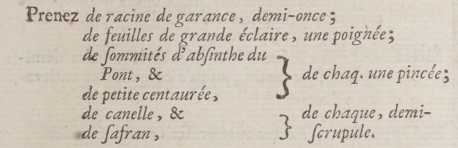 Prenez de racine de garance, demi-once;
de feuilles de grande éclaire, une poignée;
de ſommités d'abſinthe du
Pont, & } de chaq. une pincée;
de petite centaurée,
de canelle, & } de chaque, demi-
de ſafran, ſcrupule.